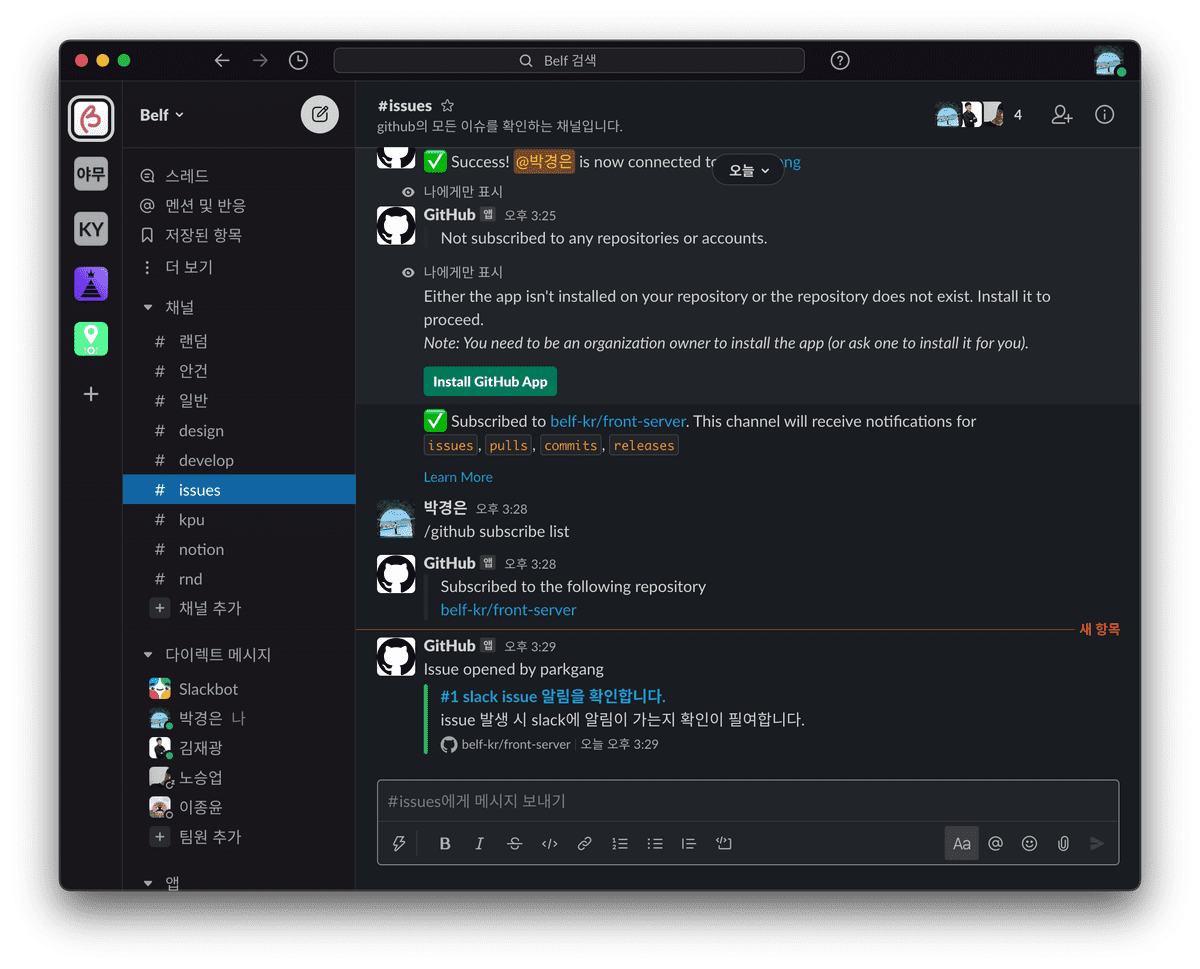 Belf 검색
Belf
야무
KY
스레드
멘션 및 반응
저장된 항목
더 보기
채널
# 랜덤
# 안건
# 일반
# design
# develop
# issues
# kpu
# notion
# rnd
+ 채널 추가
다이렉트 메시지
Slackbot
박경은 나
김재광
노승업
이종윤
+ 팀원 추가
앱
#issues
github의 모든 이슈를 확인하는 채널입니다.
4
Success! @박경은 is now connected to
오늘
나에게만 표시
GitHub 앱 오후 3:25
Not subscribed to any repositories or accounts.
나에게만 표시
Either the app isn't installed on your repository or the repository does not exist. Install it to
proceed.
Note: You need to be an organization owner to install the app (or ask one to install it for you).
Install GitHub App
Subscribed to belf-kr/front-server. This channel will receive notifications for
issues, pulls, commits, releases
Learn More
박경은 오후 3:28
/github subscribe list
GitHub 앱 오후 3:28
Subscribed to the following repository
belf-kr/front-server
새 항목
GitHub 앱 오후 3:29
Issue opened by parkgang
#1 slack issue 알림을 확인합니다.
issue 발생 시 slack에 알림이 가는지 확인이 필여합니다.
belf-kr/front-server 오늘 오후 3:29
#issues에게 메시지 보내기
B I S
Aa @